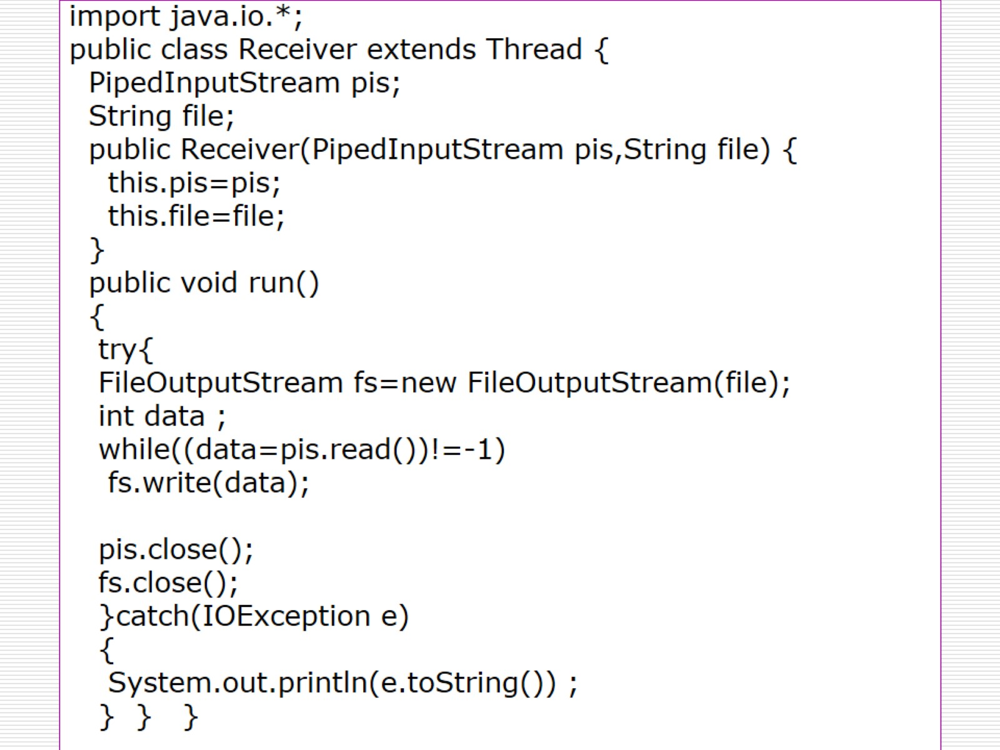 import java.io.*;
public class Receiver extends Thread {
PipedInputStream pis;
String file;
public Receiver(PipedInputStream pis,String file) {
this.pis=pis;
this.file=file;
}
public void run()
{
try{
FileOutputStream fs=new FileOutputStream(file);
int data ;
while((data=pis.read())!=-1)
fs.write(data);
pis.close();
fs.close();
}catch(IOException e)
{
System.out.println(e.toString()) ;
} } }